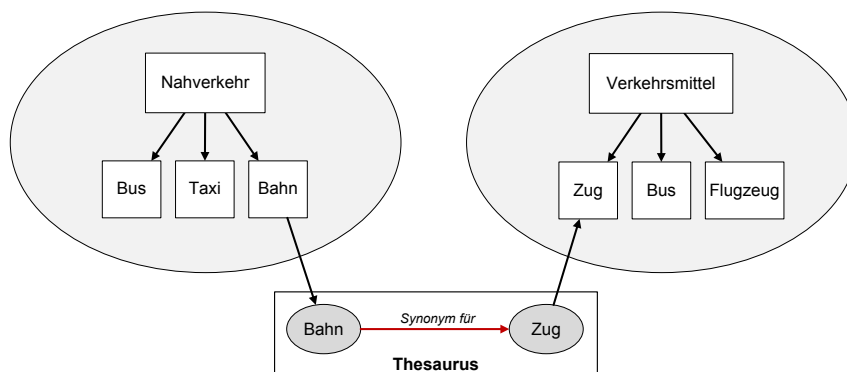 Nahverkehr
Verkehrsmittel
Bus
Taxi
Bahn
Zug
Bus
Flugzeug
Bahn
Synonym für
Zug
Thesaurus